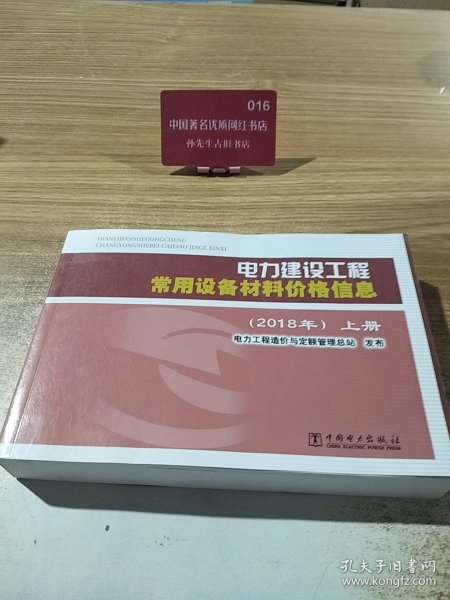 016
中国著名优质网红书店
孙先生古旧书店
DIANLIJIANSHEGONGCHENG
CHANGYONGSHEBEI CAILIAO JIAGE XINXI
电力建设工程
常用设备材料价格信息
(2018年) 上册
电力工程造价与定额管理总站 发布
中国电力出版社
CHINA ELECTRIC POWER PRESS
孔夫子旧书网
www.kongfz.com